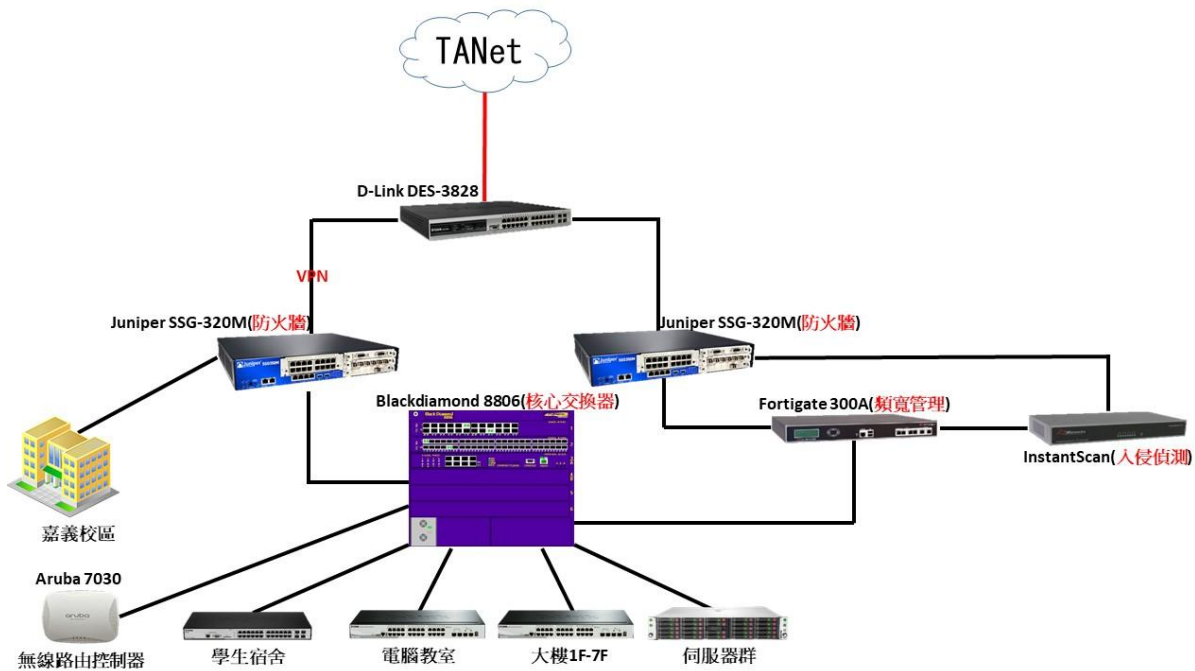 TANet
D-Link DES-3828
VPN
Juniper SSG-320M(防火牆)
Juniper SSG-320M(防火牆)
Blackdiamond 8806(核心交換器)
Fortigate 300A(頻寬管理)
InstantScan(入侵偵測)
嘉義校區
Aruba 7030
無線路由控制器
學生宿舍
電腦教室
大樓1F-7F
伺服器群